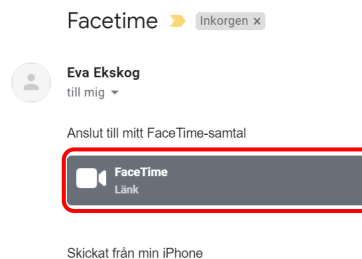 Facetime Inkorgen ×
Eva Ekskog
till mig
Anslut till mitt FaceTime-samtal
FaceTime
Länk
Skickat från min iPhone